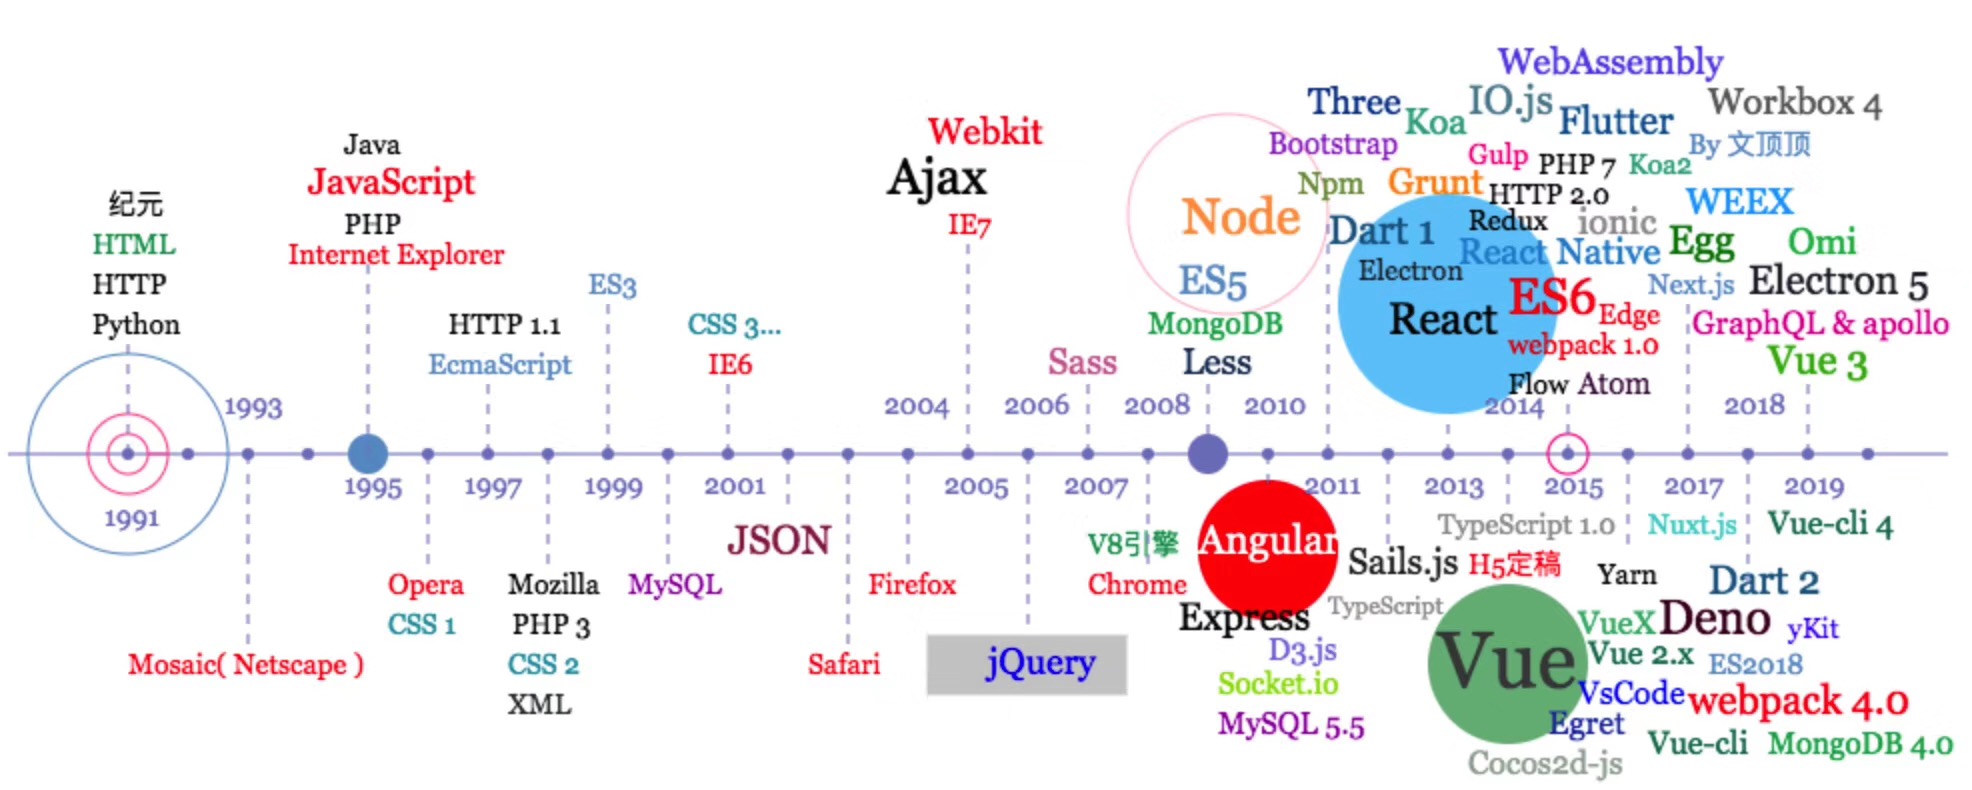 纪元
HTML
HTTP
Python
1991
1993
Mosaic( Netscape )
Java
JavaScript
PHP
Internet Explorer
1995
Opera
CSS 1
HTTP 1.1
EcmaScript
1997
Mozilla
PHP 3
CSS 2
XML
ES3
1999
MySQL
CSS 3...
IE6
2001
JSON
Safari
2004
Firefox
Webkit
Ajax
IE7
2005
2006
jQuery
Sass
2007
2008
V8引擎
Chrome
Node
ES5
MongoDB
Less
2010
Angular
Express
D3.js
Socket.io
MySQL 5.5
Three
Bootstrap
Npm
Dart 1
2011
Sails.js
TypeScript
Koa
Grunt
Electron
React
2013
2014
IO.js
Gulp
Redux
TypeScript 1.0
H5定稿
Vue
Cocos2d-js
WebAssembly
Flutter
PHP 7
HTTP 2.0
ionic
React Native
ES6
Edge
webpack 1.0
Flow
Atom
2015
Koa2
Yarn
VueX
Vue 2.x
VsCode
Egret
Workbox 4
By 文顶顶
WEEX
Egg
Next.js
2017
Nuxt.js
2018
Dart 2
Deno
yKit
ES2018
webpack 4.0
Vue-cli
MongoDB 4.0
Omi
Electron 5
GraphQL & apollo
Vue 3
2019
Vue-cli 4